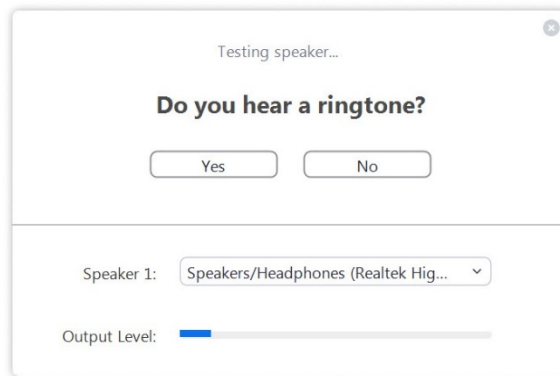 Testing speaker...
Do you hear a ringtone?
Yes
No
Speaker 1:
Speakers/Headphones (Realtek Hig...
Output Level: